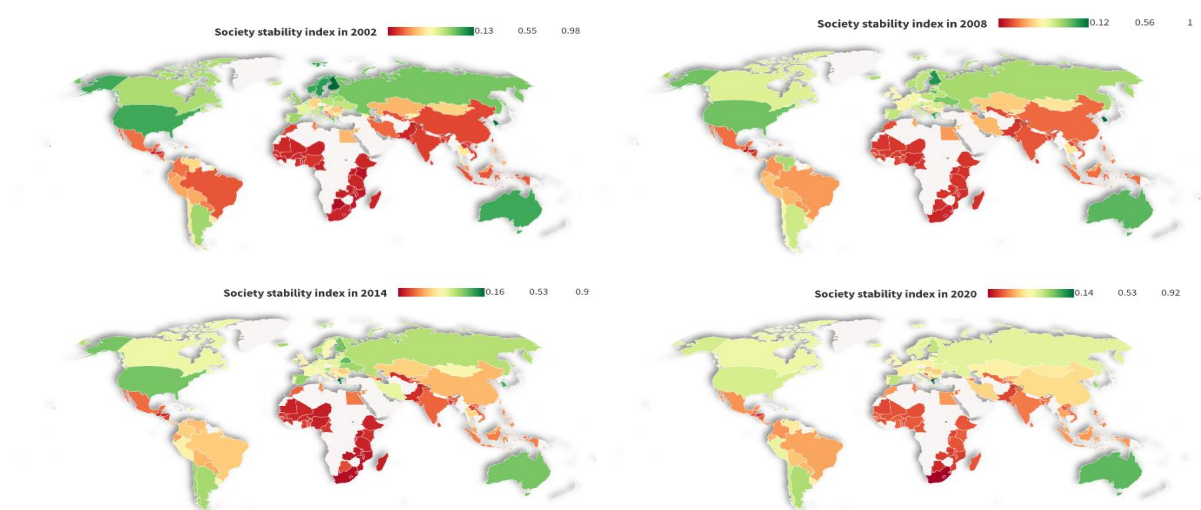 Society stability index in 2002 0.13 0.55 0.98
Society stability index in 2008 0.12 0.56 1
Society stability index in 2014 0.16 0.53 0.9
Society stability index in 2020 0.14 0.53 0.92